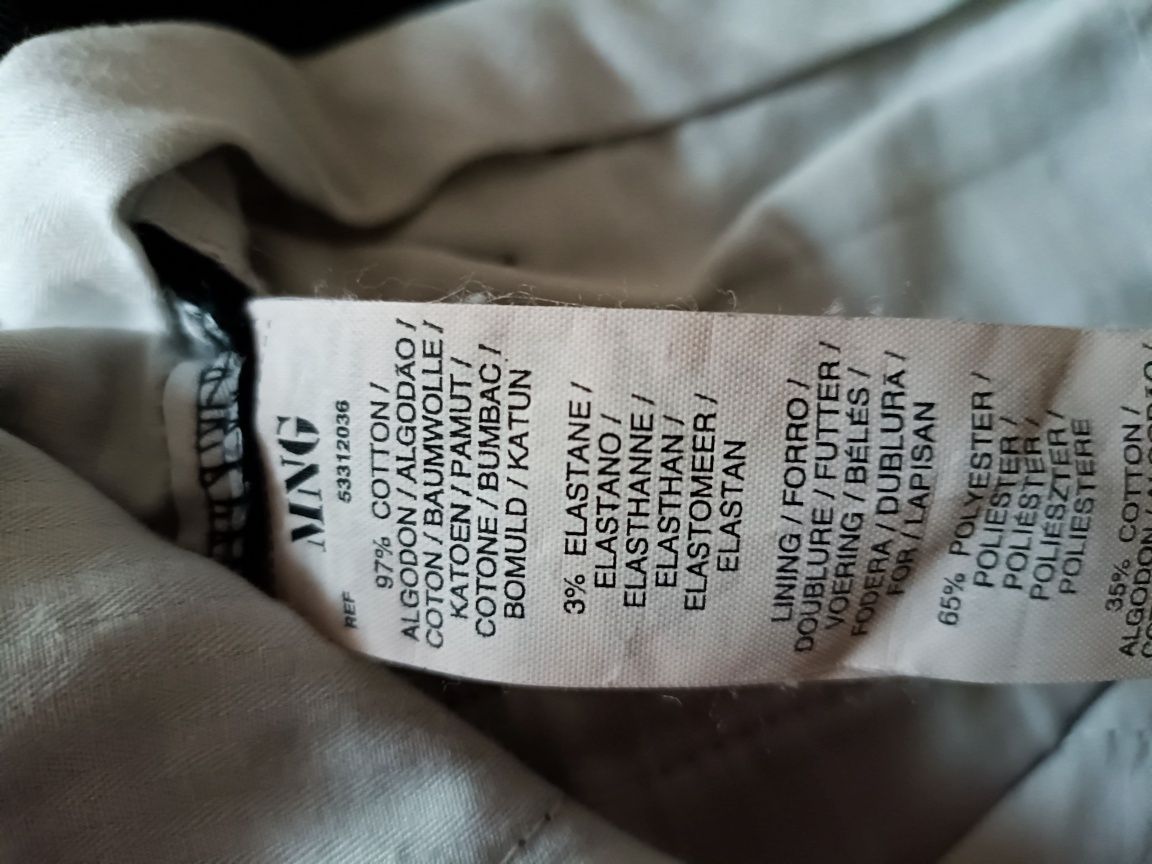 MNG
REF 53312036
97% COTTON /
ALGODON / ALGODÃO /
COTON / BAUMWOLLE /
KATOEN / PAMUT /
COTONE / BUMBAC /
BOMULD / KATUN
3% ELASTANE /
ELASTANO /
ELASTHANNE /
ELASTHAN /
ELASTOMEER /
ELASTAN
LINING / FORRO /
DOUBLURE / FUTTER /
VOERING / BÉLÉS /
FODERA / DUBLURĂ /
FOR / LAPISAN
65% POLYESTER /
POLIESTER /
POLIÉSTER /
POLIÉSZTER /
POLIESTERE
35% COTTON /
ALGODON /